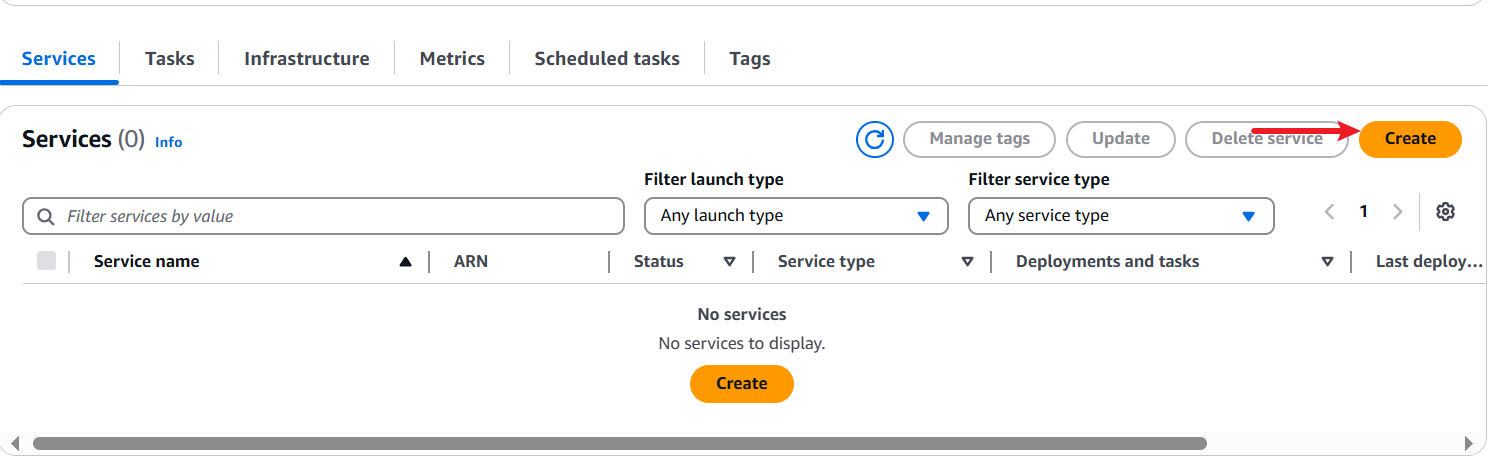 Services Tasks Infrastructure Metrics Scheduled tasks Tags
Services (0) Info Manage tags Update Delete service Create
Filter launch type Filter service type
Filter services by value Any launch type Any service type 1
Service name ARN Status Service type Deployments and tasks Last deploy...
No services
No services to display.
Create